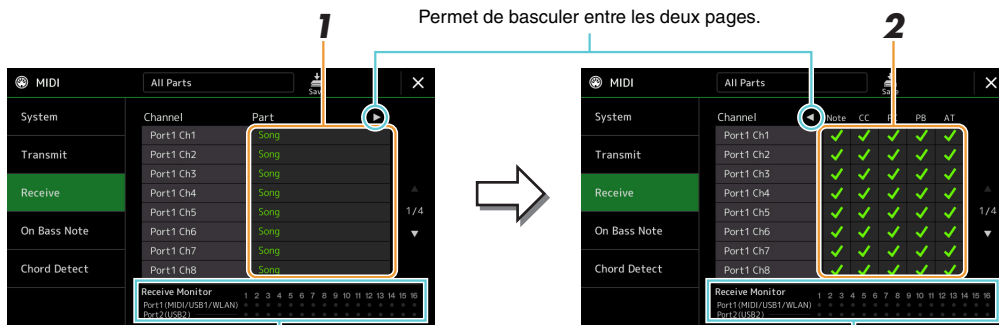 Permet de basculer entre les deux pages.
1
2
MIDI
All Parts
Save
×
System
Transmit
Receive
On Bass Note
Chord Detect
Channel Part
Port1 Ch1 Song
Port1 Ch2 Song
Port1 Ch3 Song
Port1 Ch4 Song
Port1 Ch5 Song
Port1 Ch6 Song
Port1 Ch7 Song
Port1 Ch8 Song
1/4
Receive Monitor 1 2 3 4 5 6 7 8 9 10 11 12 13 14 15 16
Port1(MIDI/USB1/WLAN)
Port2(USB2)
MIDI
All Parts
Save
×
System
Transmit
Receive
On Bass Note
Chord Detect
Channel Note CC PC PB AT
Port1 Ch1
Port1 Ch2
Port1 Ch3
Port1 Ch4
Port1 Ch5
Port1 Ch6
Port1 Ch7
Port1 Ch8
1/4
Receive Monitor 1 2 3 4 5 6 7 8 9 10 11 12 13 14 15 16
Port1(MIDI/USB1/WLAN)
Port2(USB2)